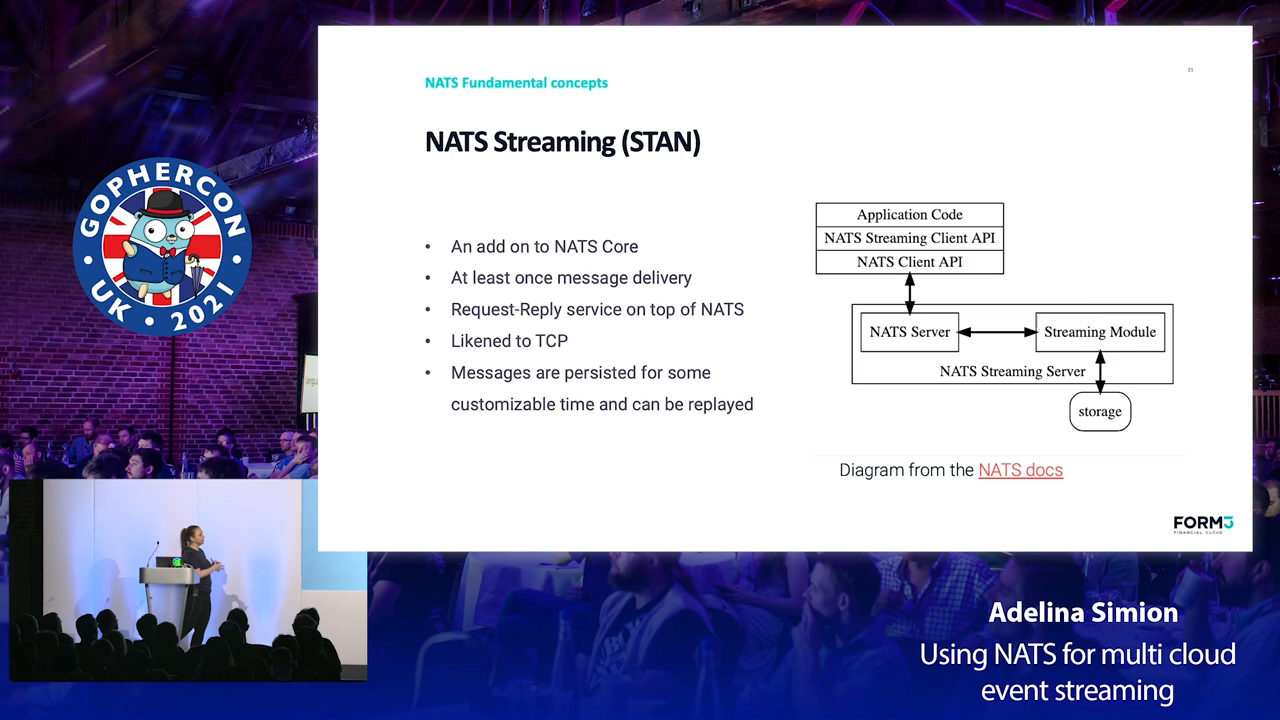 NATS Fundamental concepts
21
NATS Streaming (STAN)
• An add on to NATS Core
• At least once message delivery
• Request-Reply service on top of NATS
• Likened to TCP
• Messages are persisted for some
customizable time and can be replayed
Application Code
NATS Streaming Client API
NATS Client API
NATS Server
Streaming Module
NATS Streaming Server
storage
Diagram from the NATS docs
FORM3
FINANCIAL CLOUD
GOPHERCON
UK • 2021
Adelina Simion
Using NATS for multi cloud
event streaming